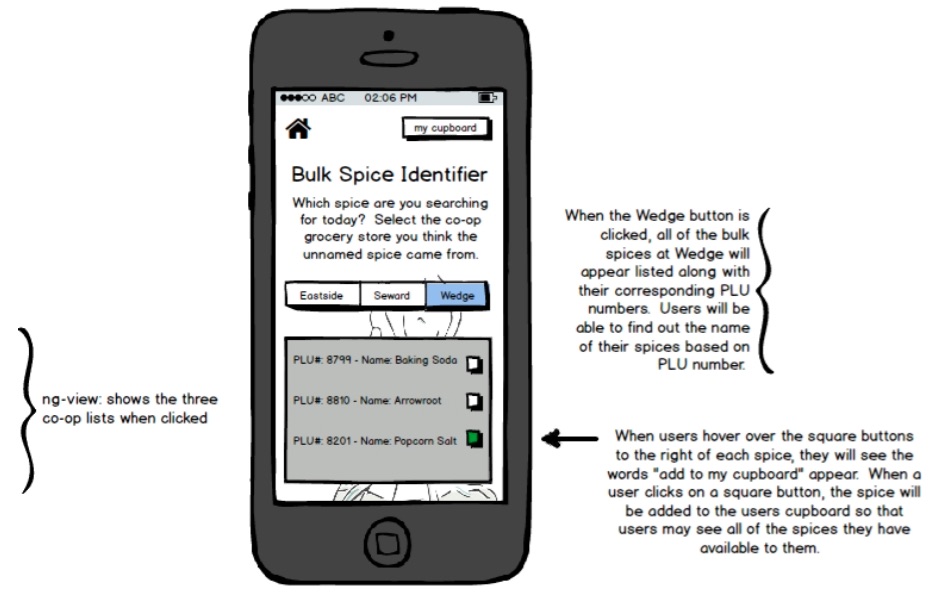 ABC 02:06 PM
my cupboard
Bulk Spice Identifier
Which spice are you searching
for today? Select the co-op
grocery store you think the
unnamed spice came from.
Eastside Seward Wedge
PLU#: 8799 - Name: Baking Soda
PLU#: 8810 - Name: Arrowroot
PLU#: 8201 - Name: Popcorn Salt
ng-view: shows the three
co-op lists when clicked
When the Wedge button is
clicked, all of the bulk
spices at Wedge will
appear listed along with
their corresponding PLU
numbers. Users will be
able to find out the name
of their spices based on
PLU number.
When users hover over the square buttons
to the right of each spice, they will see the
words "add to my cupboard" appear. When a
user clicks on a square button, the spice will
be added to the users cupboard so that
users may see all of the spices they have
available to them.